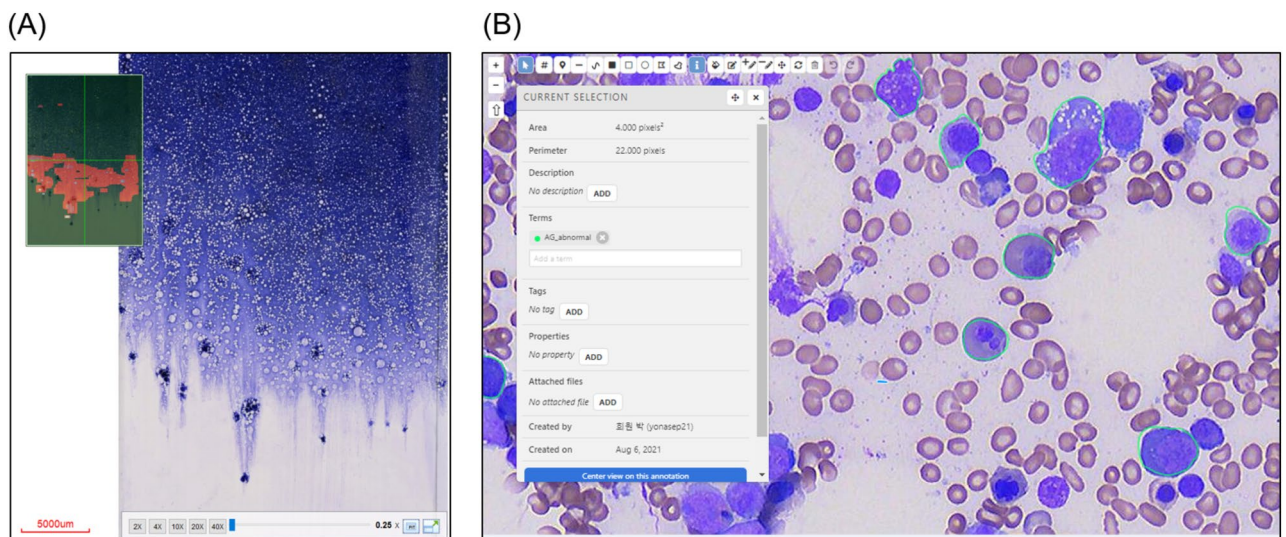 (A)
(B)
CURRENT SELECTION
Area 4.000 pixels²
Perimeter 22.000 pixels
Description
No description ADD
Terms
AG_abnormal
Add a term
Tags
No tag ADD
Properties
No property ADD
Attached files
No attached file ADD
Created by 희원 박 (yonasep21)
Created on Aug 6, 2021
Center view on this annotation
5000um
2X 4X 10X 20X 40X 0.25 X